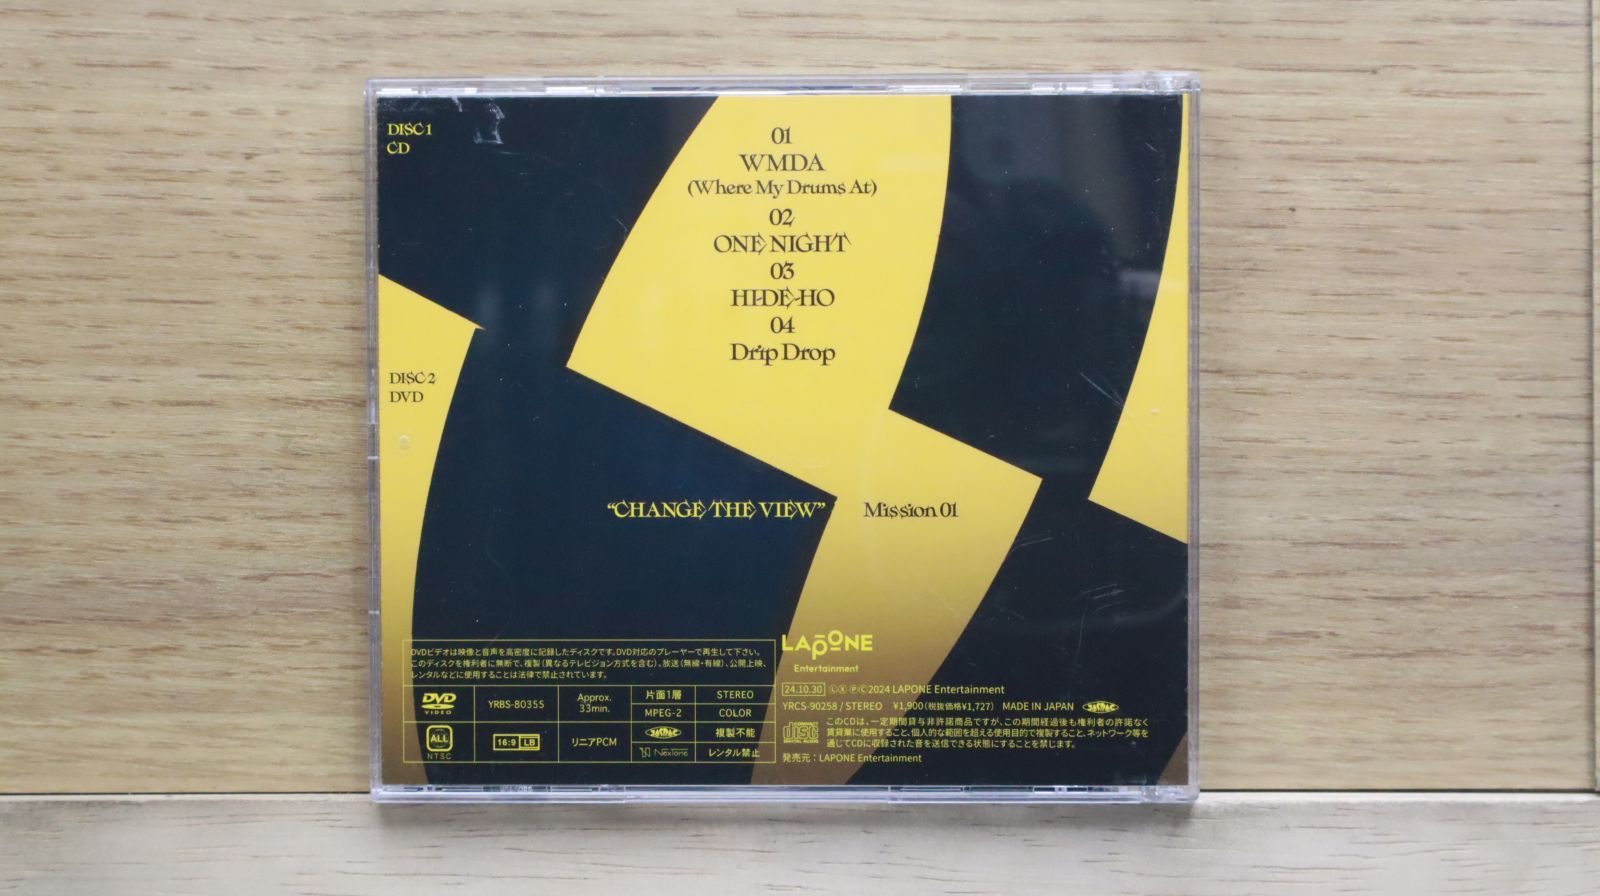 DISC 1
CD
01
WMDA
(Where My Drums At)
02
ONE NIGHT
03
HI-DE-HO
04
Drip Drop
DISC 2
DVD
“CHANGE THE VIEW” Mission 01
DVDビデオは映像と音声を高密度に記録したディスクです。DVD対応のプレーヤーで再生して下さい。
このディスクを権利者に無断で、複製(異なるテレビジョン方式を含む)、放送(無線・有線)、公開上映、
レンタルなどに使用することは法律で禁止されています。
DVD VIDEO
YRBS-80355
Approx.
33min.
片面1層
STEREO
MPEG-2
COLOR
ALL
NTSC
16:9 LB
リニアPCM
JASRAC
複製不能
NexTone
レンタル禁止
LAPONE
Entertainment
24.10.30 ⓁⓍ ⓅⒸ2024 LAPONE Entertainment
YRCS-90258 / STEREO ¥1,900(税抜価格¥1,727) MADE IN JAPAN JASRAC
COMPACT disc DIGITAL AUDIO
このCDは、一定期間貸与非許諾商品ですが、この期間経過後も権利者の許諾なく
賃貸業に使用すること、個人的な範囲を超える使用目的で複製すること、ネットワーク等を
通じてCDに収録された音を送信できる状態にすることを禁じます。
発売元:LAPONE Entertainment